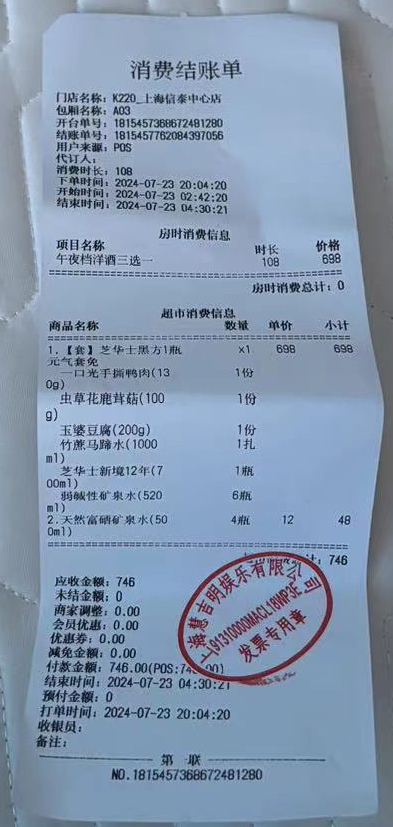 消费结账单
门店名称：K220_上海信泰中心店
包厢名称：A03
开台单号：1815457368672481280
结账单号：1815457762084397056
用户来源：POS
代订人：
消费时长：108
下单时间：2024-07-23 20:04:20
开始时间：2024-07-23 02:42:20
结束时间：2024-07-23 04:30:21
房时消费信息
项目名称 时长 价格
午夜档洋酒三选一 108 698
房时消费总计：0
超市消费信息
商品名称 数量 单价 小计
1.【套】芝华士黑方1瓶 x1 698 698
元气套免
一口光手撕鸭肉(13 1份
0g)
虫草花鹿茸菇(100 1份
g)
玉婆豆腐(200g) 1份
竹蔗马蹄水(1000 1扎
ml)
芝华士新境12年(7 1瓶
00ml)
弱碱性矿泉水(520 6瓶
ml)
2.天然富硒矿泉水(50 4瓶 12 48
0ml)
计：746
应收金额：746
未结金额：0
商家调整：0.00
会员优惠：0.00
优惠券：0.00
减免金额：0.00
付款金额：746.00(POS:746.00)
结束时间：2024-07-23 04:30:21
预付金额：0
打单时间：2024-07-23 20:04:20
收银员：
备注：
上海慧吉明娱乐有限公司
91310000MACL16WP3E
发票专用章
第一联
NO.1815457368672481280